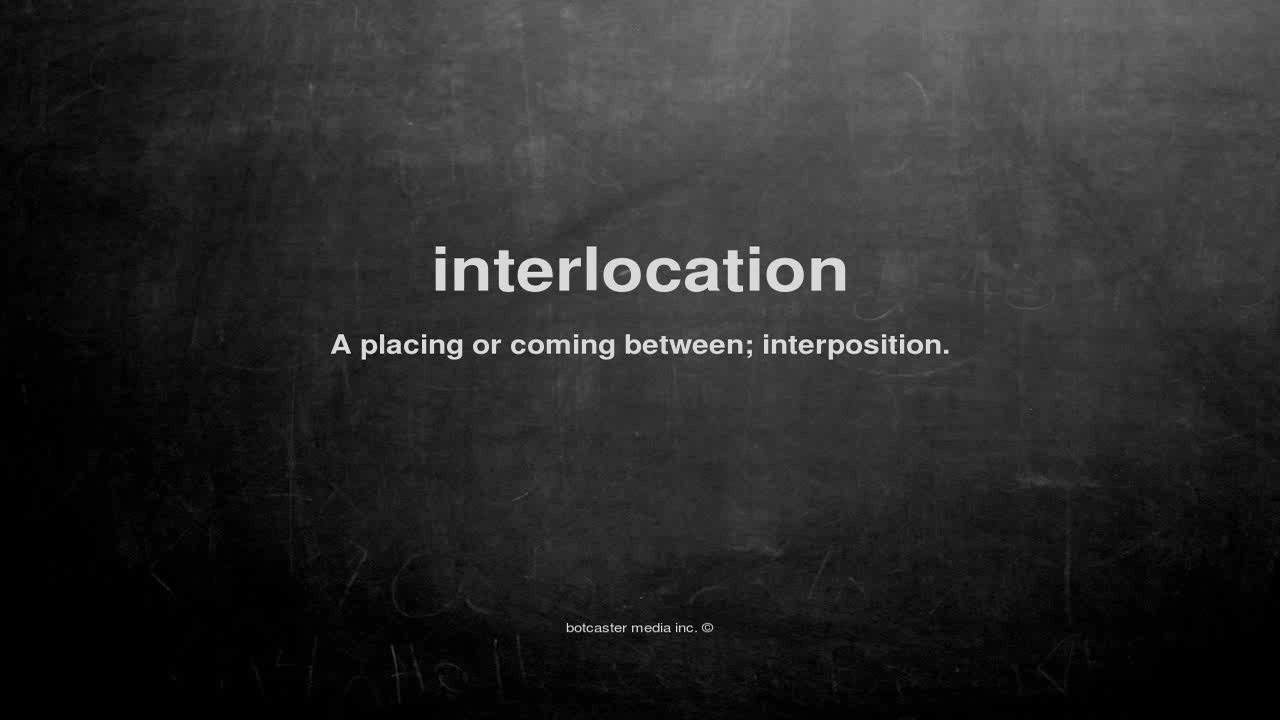 interlocation
A placing or coming between; interposition.
botcaster media inc. ©